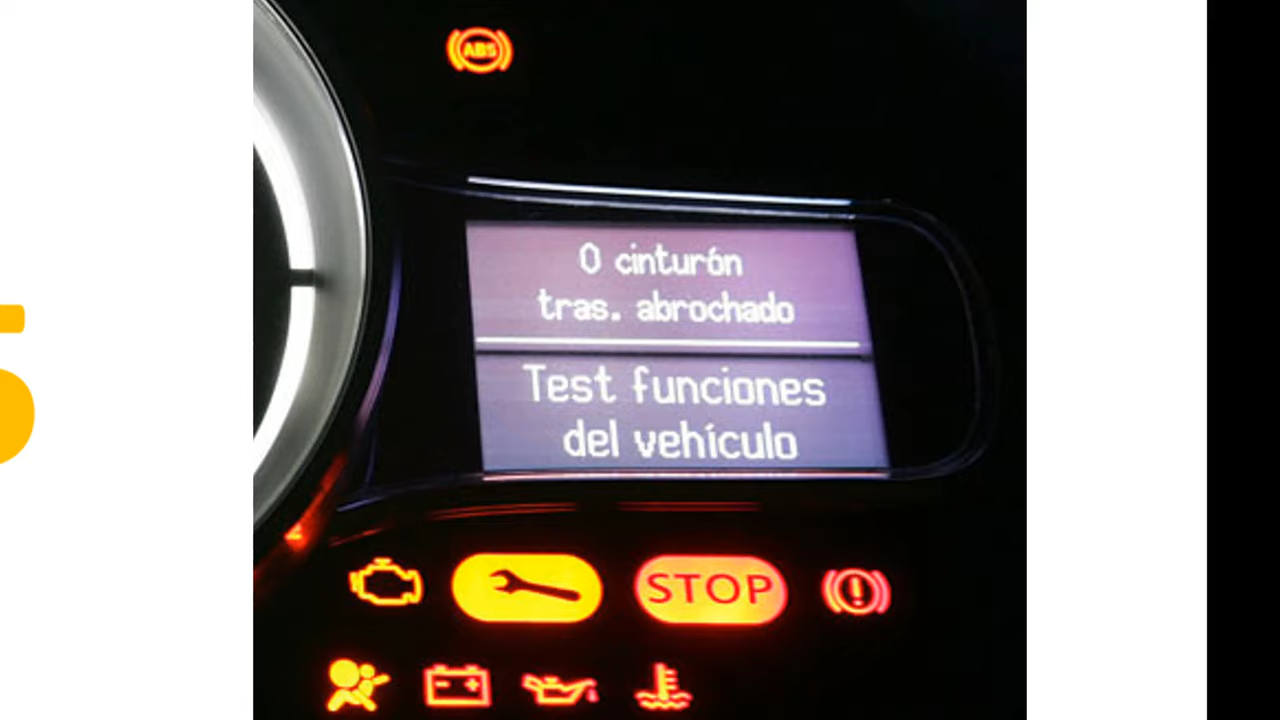 ABS
0 cinturón
tras. abrochado
Test funciones
del vehículo
STOP